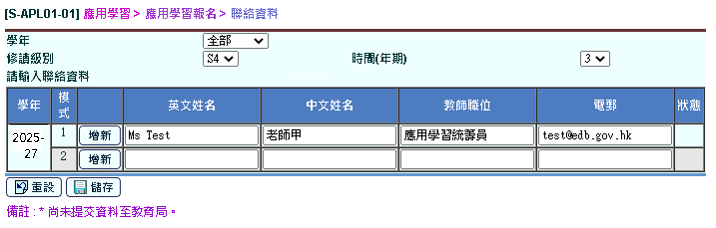 [S-APL01-01] 應用學習 > 應用學習報名 > 聯絡資料
學年 全部
修讀級別 S4 時間(年期) 3
請輸入聯絡資料
學年 模式 英文姓名 中文姓名 教師職位 電郵 狀態
2025-27 1 增新 Ms Test 老師甲 應用學習統籌員 test@edb.gov.hk
2 增新
重設 儲存
備註 : * 尚未提交資料至教育局。